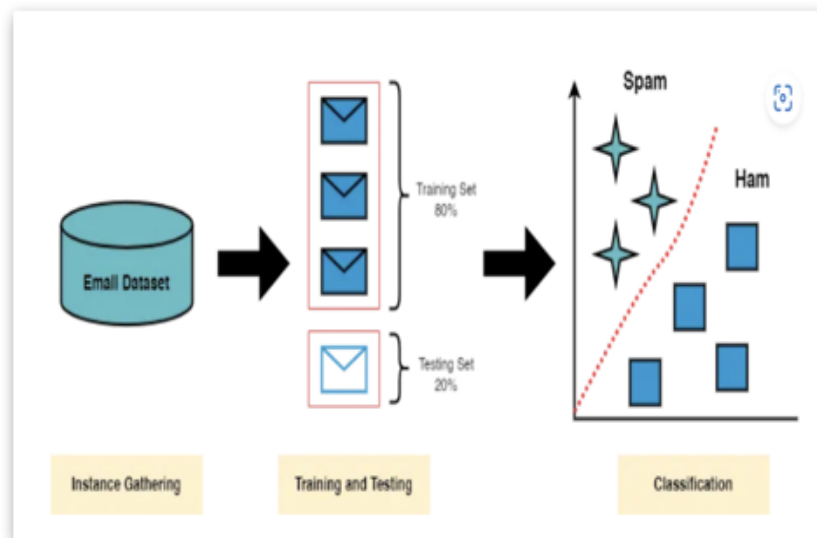 Spam
Ham
Email Dataset
Training Set
80%
Testing Set
20%
Instance Gathering
Training and Testing
Classification